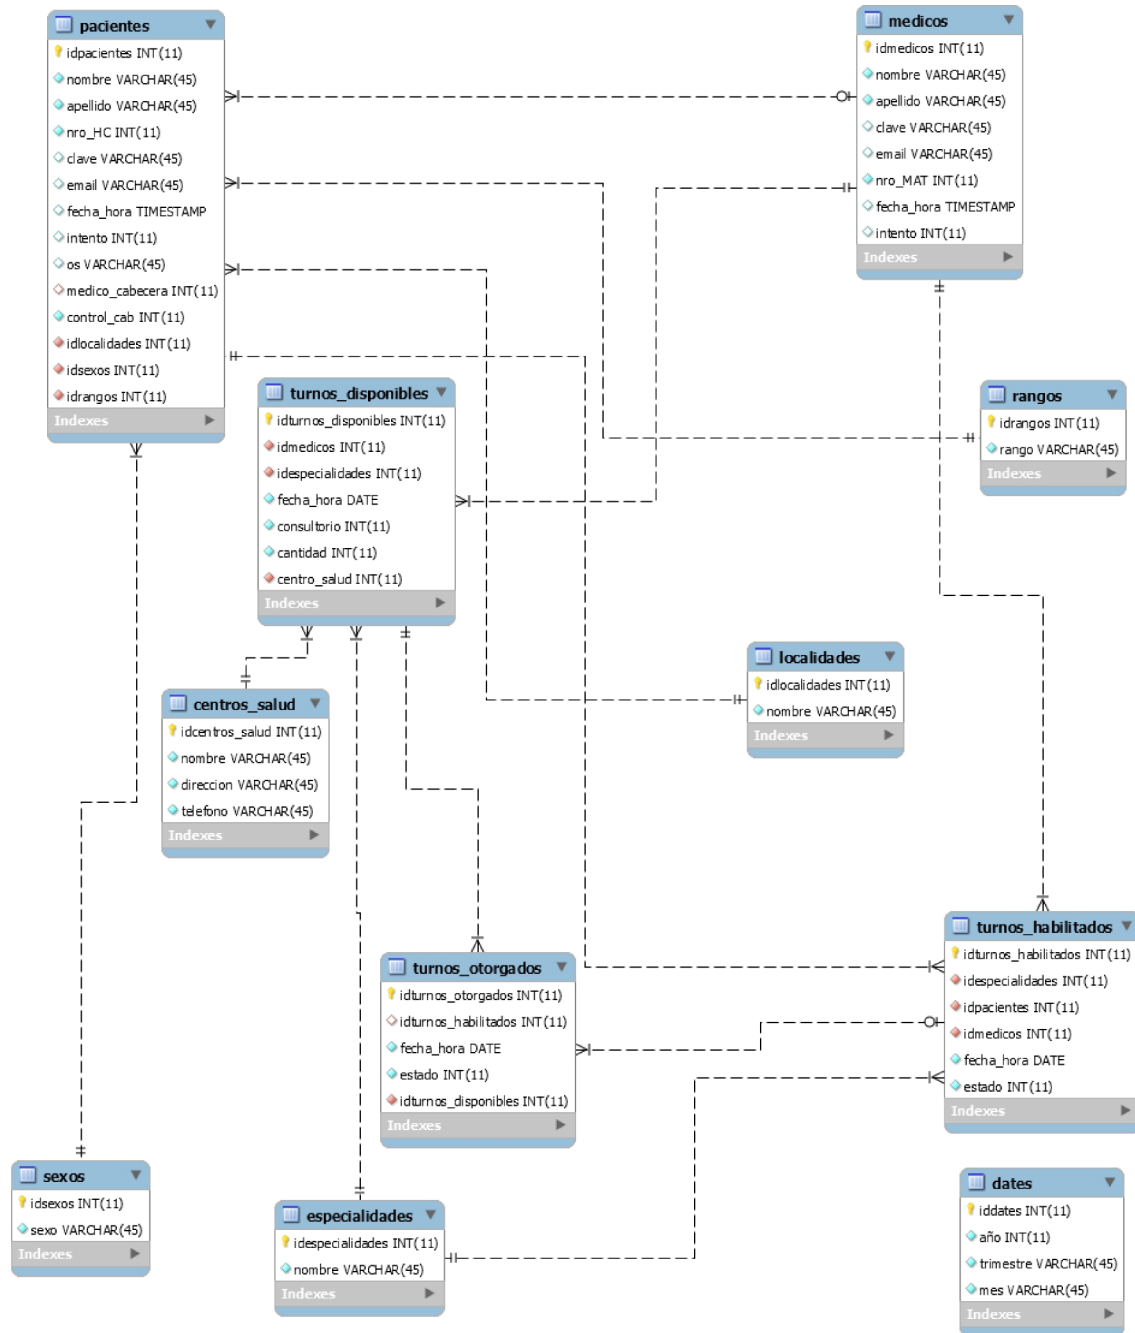 pacientes
idpacientes INT(11)
nombre VARCHAR(45)
apellido VARCHAR(45)
nro_HC INT(11)
clave VARCHAR(45)
email VARCHAR(45)
fecha_hora TIMESTAMP
intento INT(11)
os VARCHAR(45)
medico_cabecera INT(11)
control_cab INT(11)
idlocalidades INT(11)
idsexos INT(11)
idrangos INT(11)
Indexes
medicos
idmedicos INT(11)
nombre VARCHAR(45)
apellido VARCHAR(45)
clave VARCHAR(45)
email VARCHAR(45)
nro_MAT INT(11)
fecha_hora TIMESTAMP
intento INT(11)
Indexes
turnos_disponibles
idturnos_disponibles INT(11)
idmedicos INT(11)
idespecialidades INT(11)
fecha_hora DATE
consultorio INT(11)
cantidad INT(11)
centro_salud INT(11)
Indexes
rangos
idrangos INT(11)
rango VARCHAR(45)
Indexes
centros_salud
idcentros_salud INT(11)
nombre VARCHAR(45)
direccion VARCHAR(45)
telefono VARCHAR(45)
Indexes
localidades
idlocalidades INT(11)
nombre VARCHAR(45)
Indexes
turnos_otorgados
idturnos_otorgados INT(11)
idturnos_habilitados INT(11)
fecha_hora DATE
estado INT(11)
idturnos_disponibles INT(11)
Indexes
turnos_habilitados
idturnos_habilitados INT(11)
idespecialidades INT(11)
idpacientes INT(11)
idmedicos INT(11)
fecha_hora DATE
estado INT(11)
Indexes
sexos
idsexos INT(11)
sexo VARCHAR(45)
Indexes
especialidades
idespecialidades INT(11)
nombre VARCHAR(45)
Indexes
dates
iddates INT(11)
año INT(11)
trimestre VARCHAR(45)
mes VARCHAR(45)
Indexes